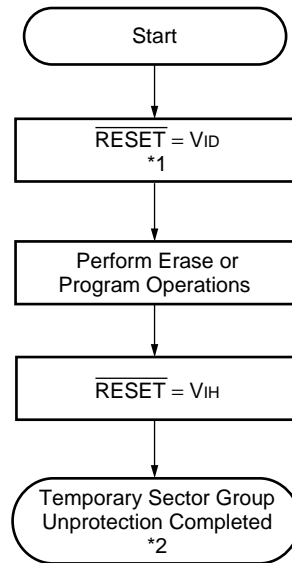 Start
RESET = VID
*1
Perform Erase or
Program Operations
RESET = VIH
Temporary Sector Group
Unprotection Completed
*2